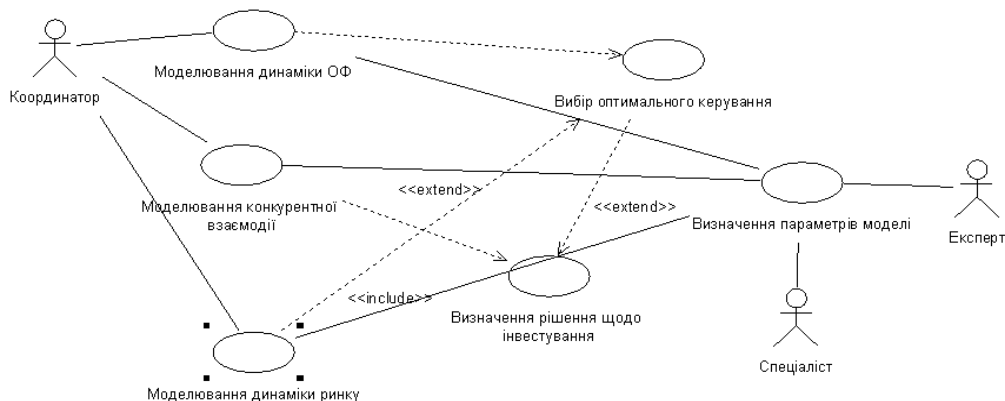 Моделювання динаміки ОФ
Координатор
Вибір оптимального керування
<<extend>>
Моделювання конкурентної
взаємодії
<<extend>>
Визначення параметрів моделі
Експерт
<<include>>
Визначення рішення щодо
інвестування
Спеціаліст
Моделювання динаміки ринку